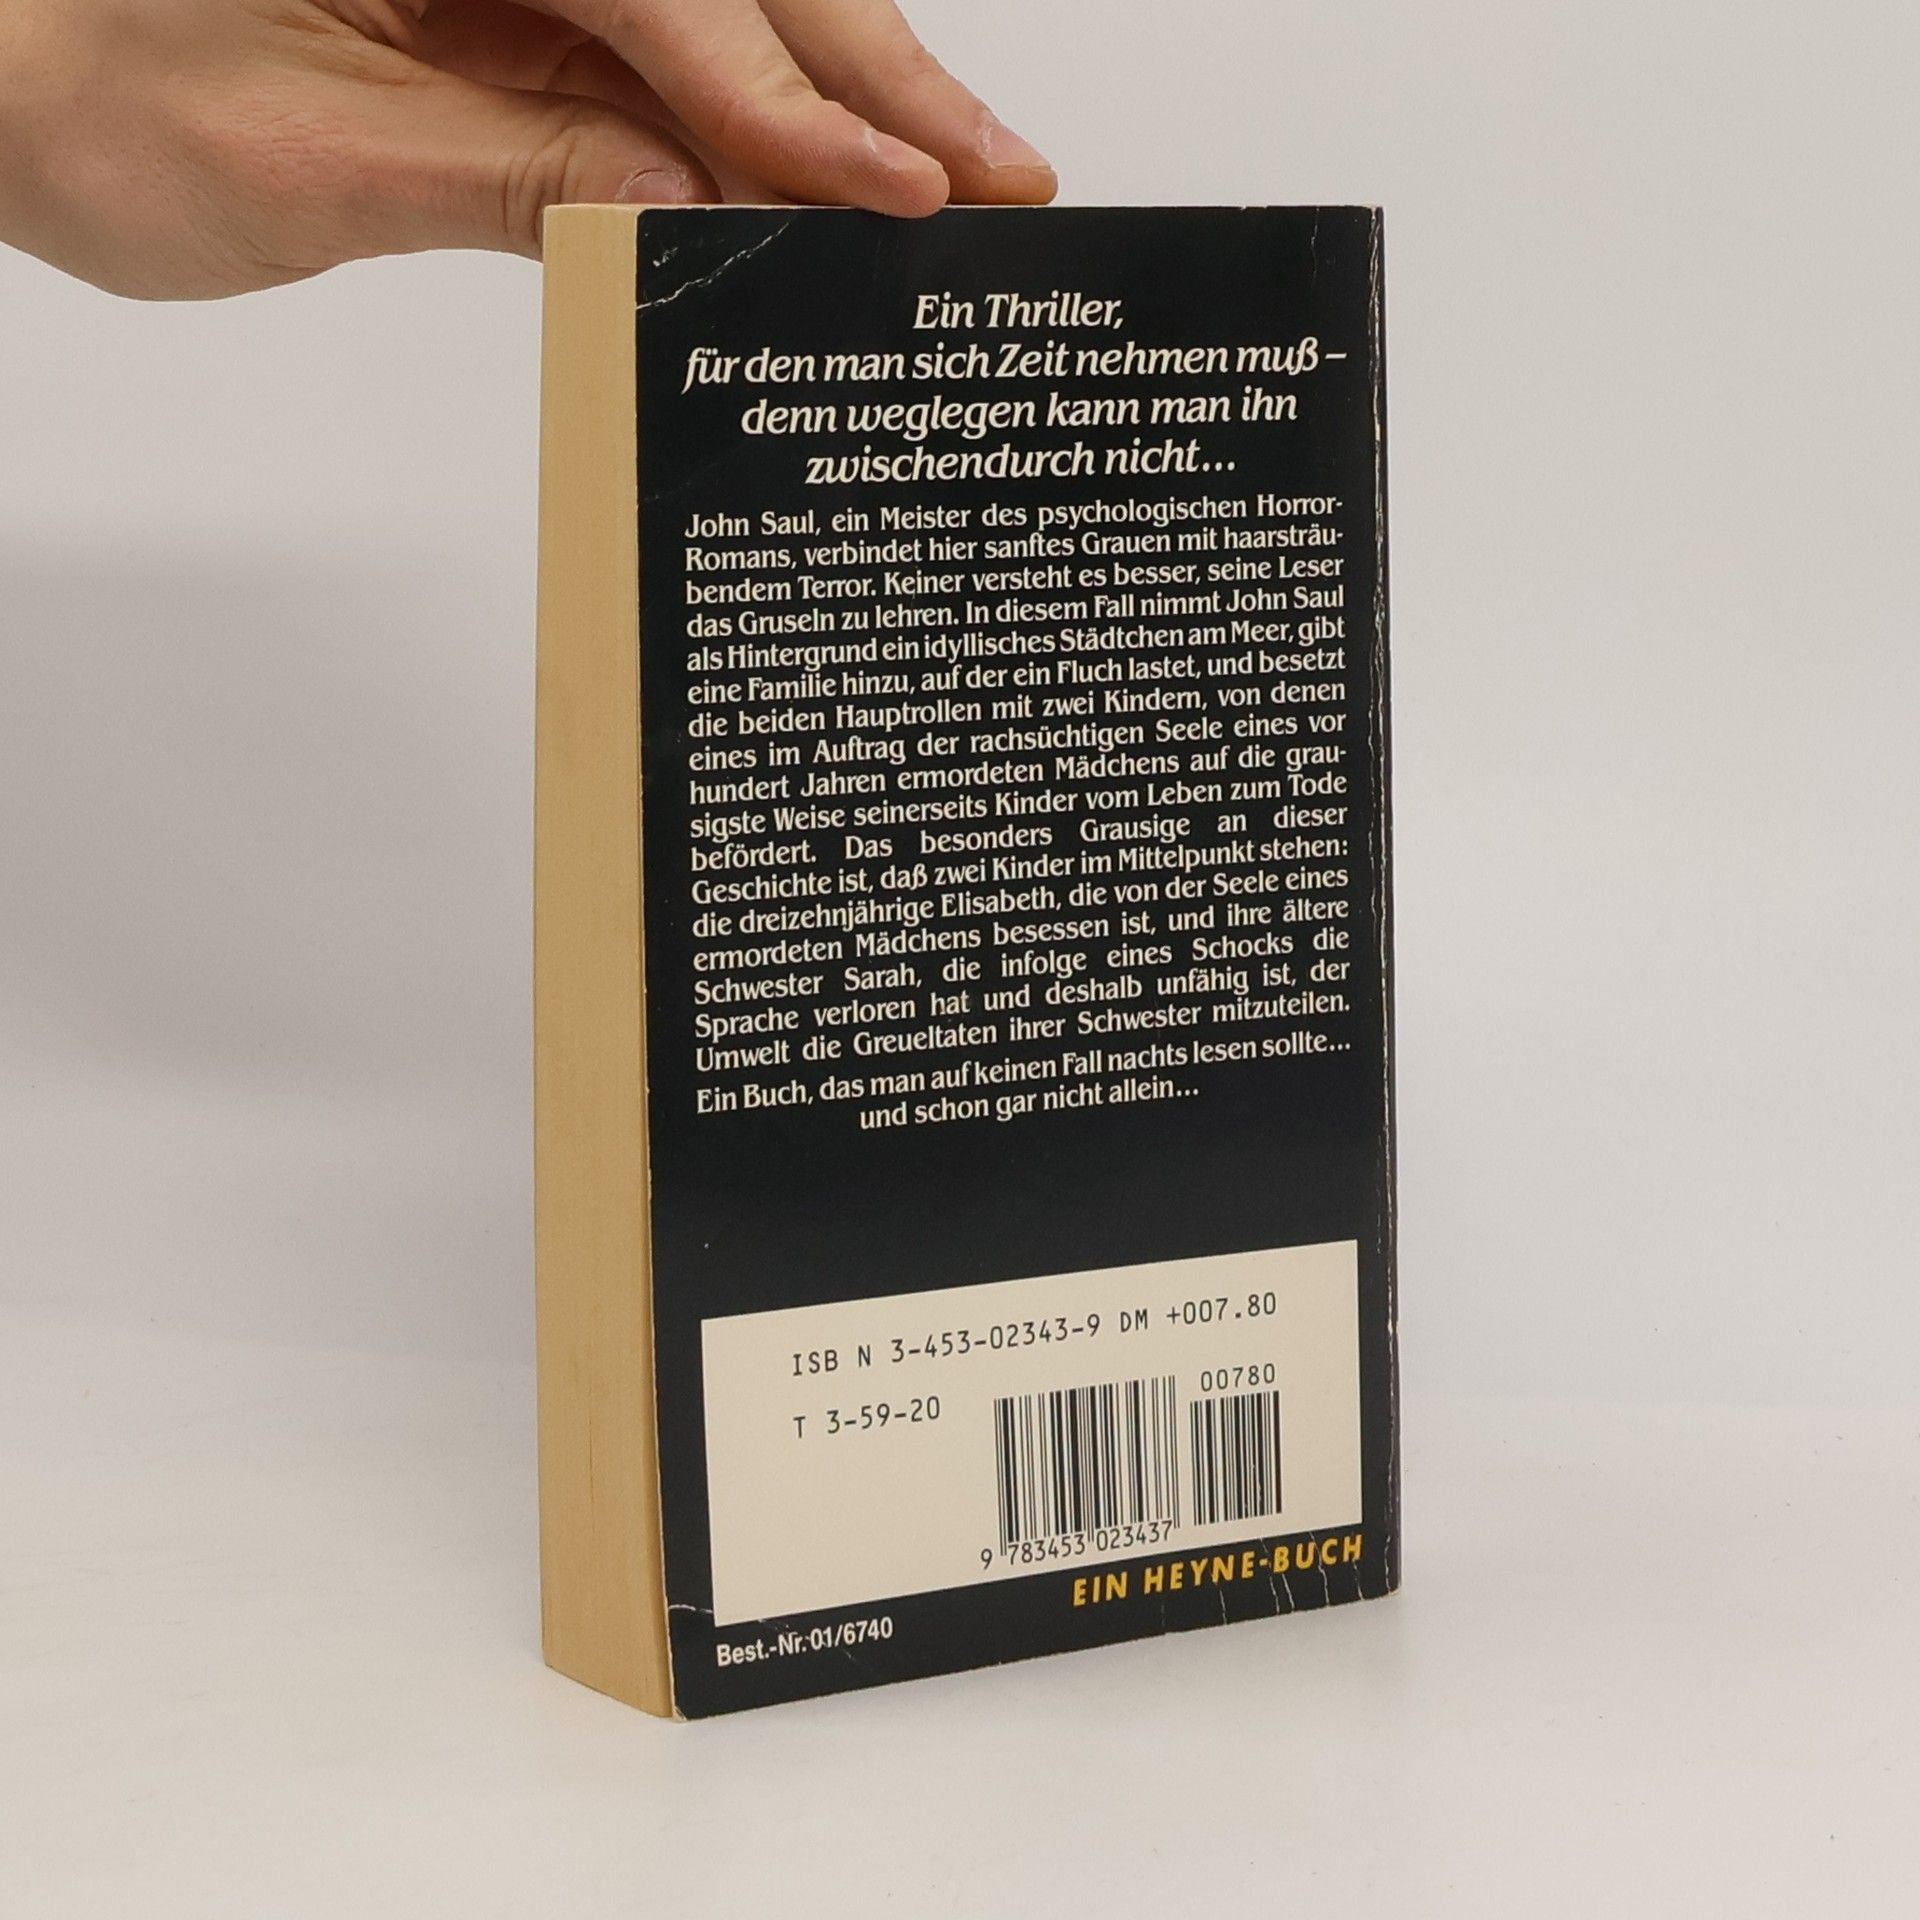 Ein Thriller,
für den man sich Zeit nehmen muß –
denn weglegen kann man ihn
zwischendurch nicht...
John Saul, ein Meister des psychologischen Horror-
Romans, verbindet hier sanftes Grauen mit haarsträu-
bendem Terror. Keiner versteht es besser, seine Leser
das Gruseln zu lehren. In diesem Fall nimmt John Saul
als Hintergrund ein idyllisches Städtchen am Meer, gibt
eine Familie hinzu, auf der ein Fluch lastet, und besetzt
die beiden Hauptrollen mit zwei Kindern, von denen
eines im Auftrag der rachsüchtigen Seele eines vor
hundert Jahren ermordeten Mädchens auf die grau-
sigste Weise seinerseits Kinder vom Leben zum Tode
befördert. Das besonders Grausige an dieser
Geschichte ist, daß zwei Kinder im Mittelpunkt stehen:
die dreizehnjährige Elisabeth, die von der Seele eines
ermordeten Mädchens besessen ist, und ihre ältere
Schwester Sarah, die infolge eines Schocks die
Sprache verloren hat und deshalb unfähig ist, der
Umwelt die Greueltaten ihrer Schwester mitzuteilen.
Ein Buch, das man auf keinen Fall nachts lesen sollte...
und schon gar nicht allein...
ISB N 3-453-02343-9 DM +007.80
00780
T 3-59-20
9 783453 023437
EIN HEYNE-BUCH
Best.-Nr. 01/6740